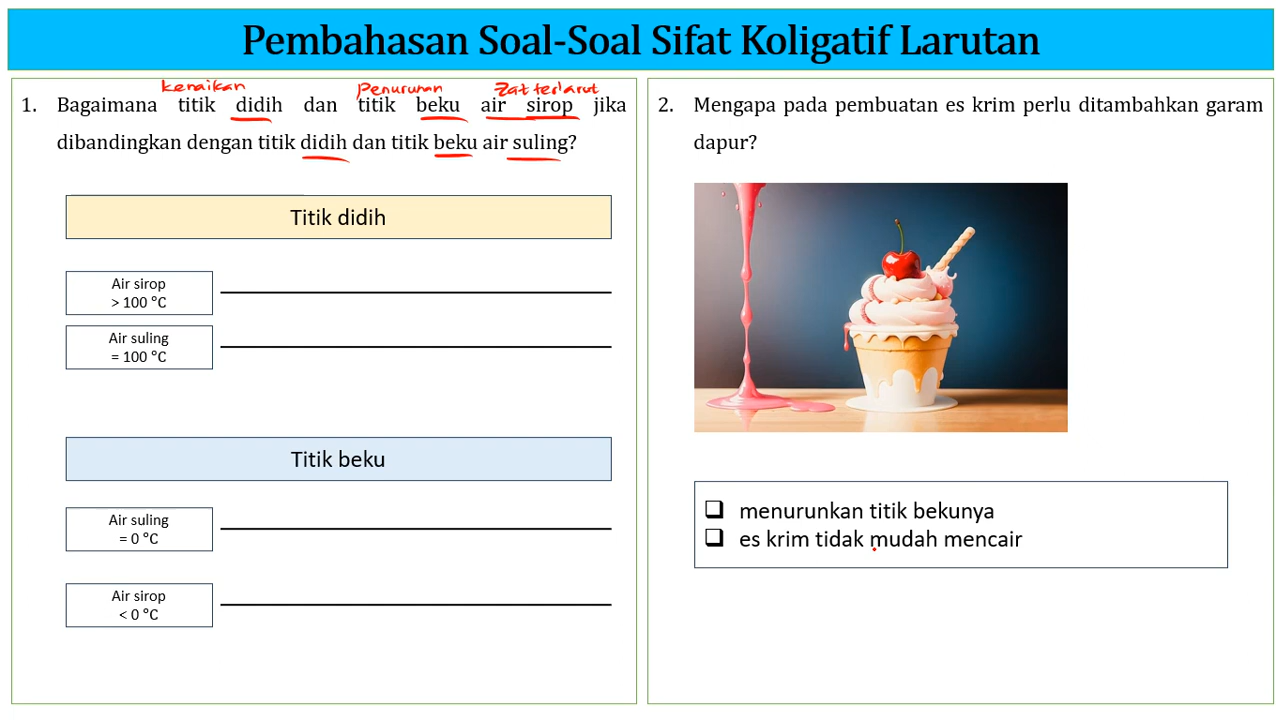 Pembahasan Soal-Soal Sifat Koligatif Larutan
kenaikan penurunan zat terlarut
1. Bagaimana titik didih dan titik beku air sirop jika
dibandingkan dengan titik didih dan titik beku air suling?
Titik didih
Air sirop
> 100 °C
Air suling
= 100 °C
Titik beku
Air suling
= 0 °C
Air sirop
< 0 °C
2. Mengapa pada pembuatan es krim perlu ditambahkan garam
dapur?
❑ menurunkan titik bekunya
❑ es krim tidak mudah mencair